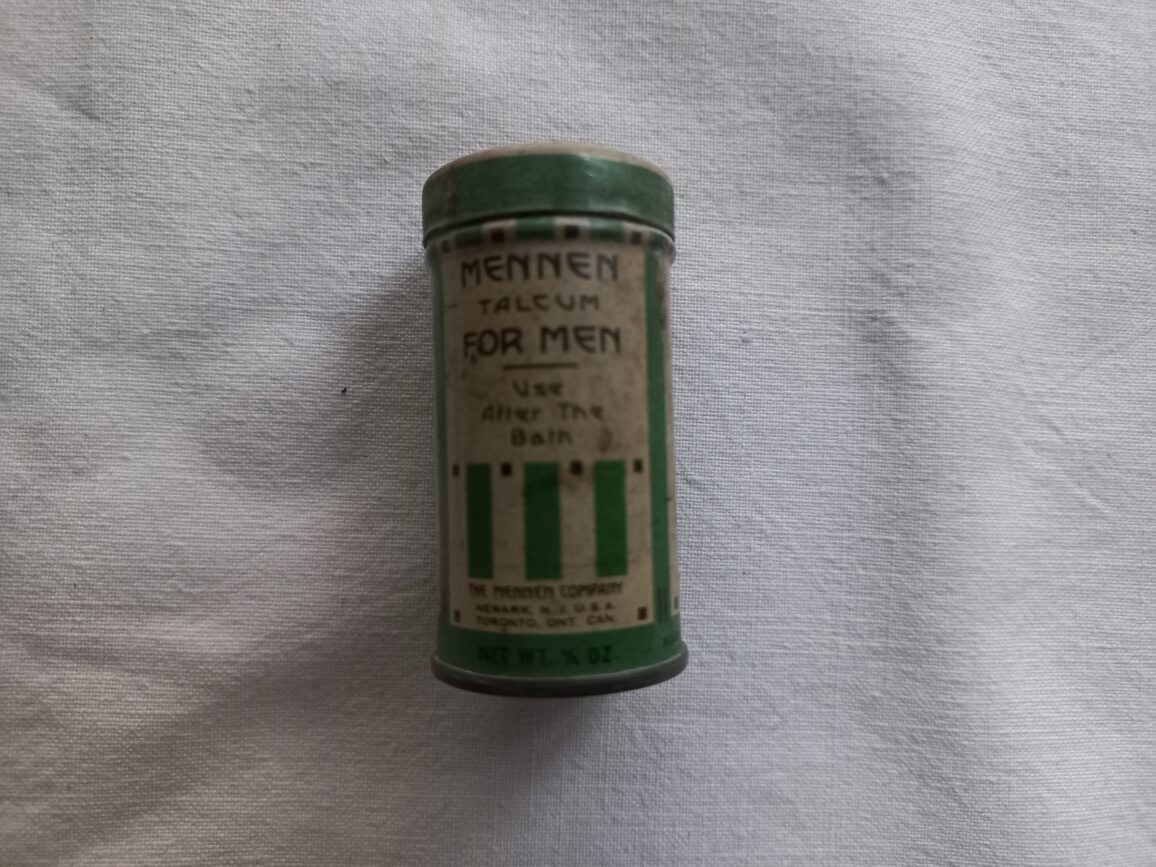 MENNEN
TALCUM
FOR MEN
Use
After The
Bath
THE MENNEN COMPANY
NEWARK, N.J. U.S.A.
TORONTO, ONT. CAN.
NET WT. ¼ OZ.